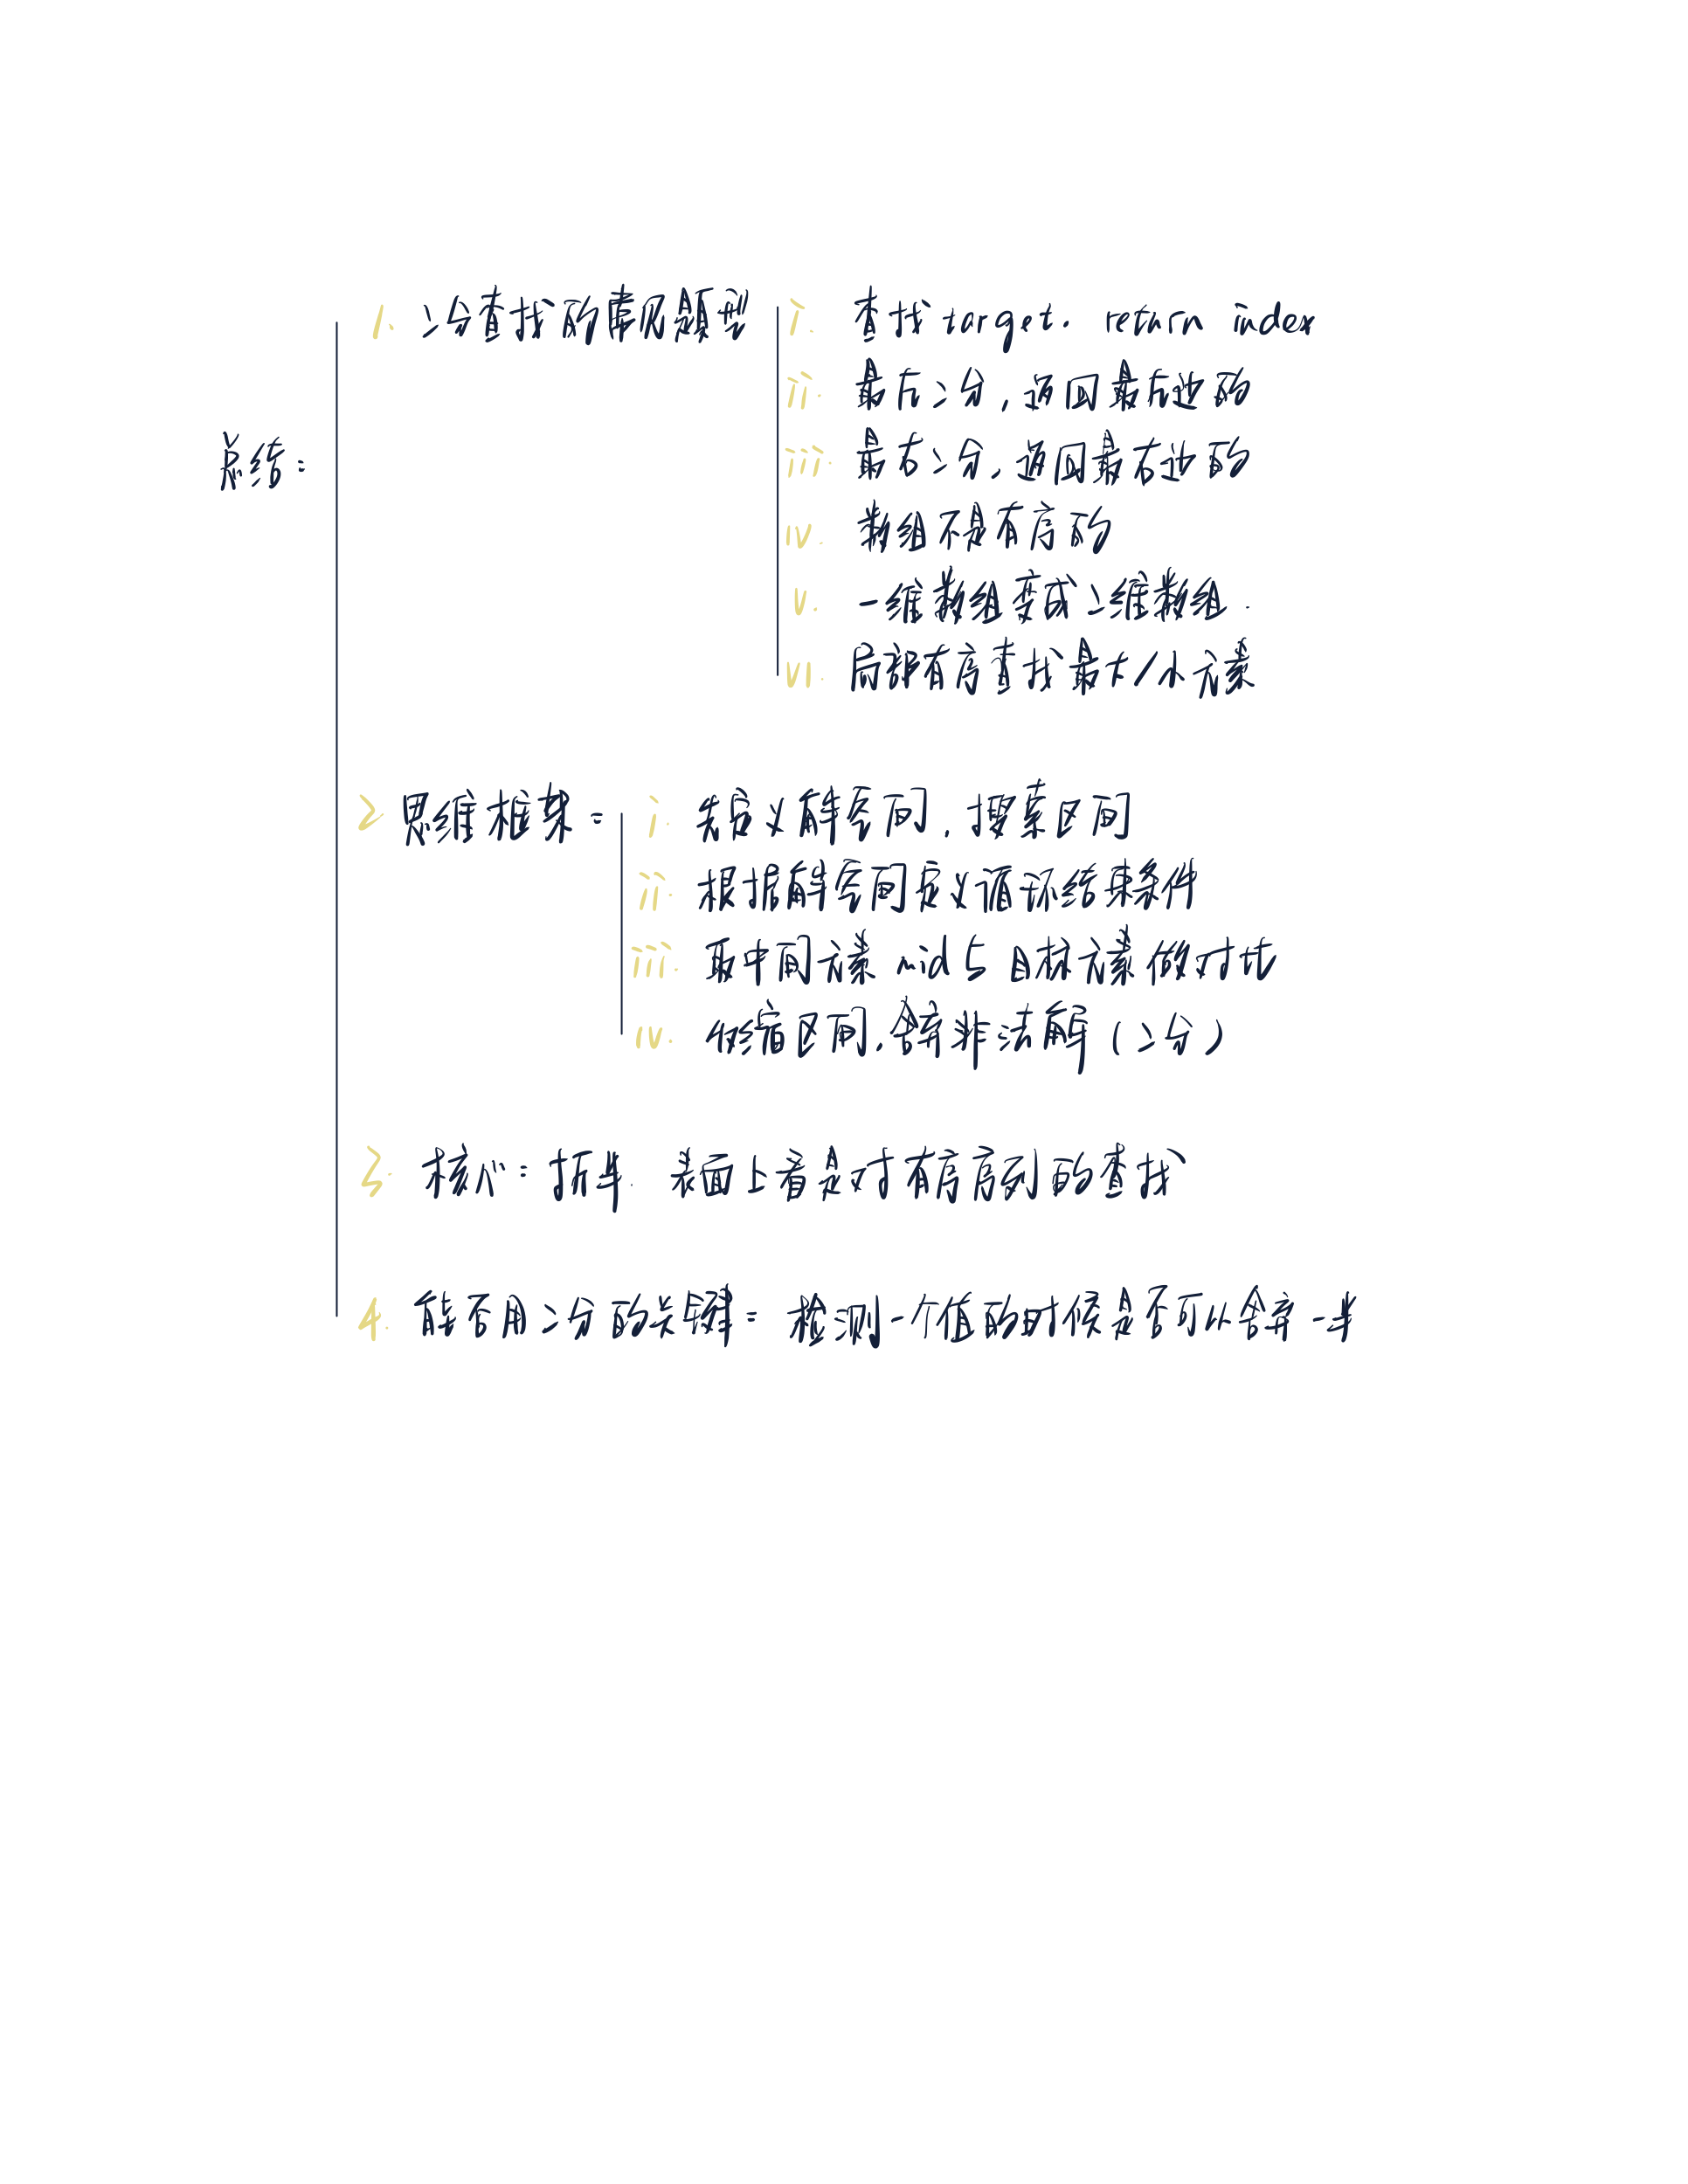 总结:
1. 二分查找的常见题型
i. 查找target. return index
ii. 最左二分,返回最左边的
iii. 最右二分,返回最右边的
iv. 数组不是有序的
v. 一维数组变成二维数组.
vi. 局部有序查找最大/小元素
2. 思维框架:
i. 先定义解空间,搜索区间
ii. 根据解空间定义循环结束条件
iii. 取中间元素 mid 与 目标元素做对比
iv. 收缩区间,舍弃非法解(二分)
3. 核心:折半. 表面上看是对有序序列的查找
4. 能否用二分的关键:检测一个值的时候是否可以舍弃一半